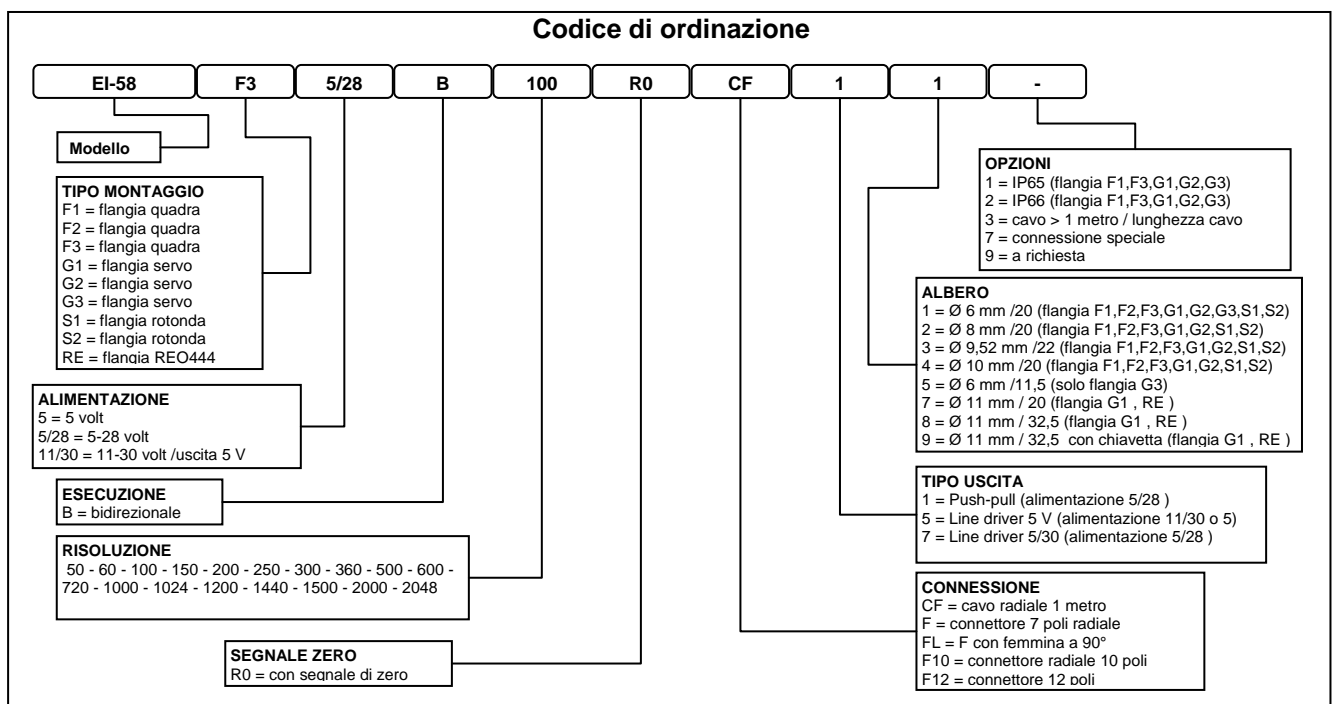 Codice di ordinazione
EI-58 F3 5/28 B 100 R0 CF 1 1 -
Modello
TIPO MONTAGGIO
F1 = flangia quadra
F2 = flangia quadra
F3 = flangia quadra
G1 = flangia servo
G2 = flangia servo
G3 = flangia servo
S1 = flangia rotonda
S2 = flangia rotonda
RE = flangia REO444
ALIMENTAZIONE
5 = 5 volt
5/28 = 5-28 volt
11/30 = 11-30 volt /uscita 5 V
ESECUZIONE
B = bidirezionale
RISOLUZIONE
50 - 60 - 100 - 150 - 200 - 250 - 300 - 360 - 500 - 600 -
720 - 1000 - 1024 - 1200 - 1440 - 1500 - 2000 - 2048
SEGNALE ZERO
R0 = con segnale di zero
OPZIONI
1 = IP65 (flangia F1,F3,G1,G2,G3)
2 = IP66 (flangia F1,F3,G1,G2,G3)
3 = cavo > 1 metro / lunghezza cavo
7 = connessione speciale
9 = a richiesta
ALBERO
1 = Ø 6 mm /20 (flangia F1,F2,F3,G1,G2,G3,S1,S2)
2 = Ø 8 mm /20 (flangia F1,F2,F3,G1,G2,S1,S2)
3 = Ø 9,52 mm /22 (flangia F1,F2,F3,G1,G2,S1,S2)
4 = Ø 10 mm /20 (flangia F1,F2,F3,G1,G2,S1,S2)
5 = Ø 6 mm /11,5 (solo flangia G3)
7 = Ø 11 mm / 20 (flangia G1 , RE )
8 = Ø 11 mm / 32,5 (flangia G1 , RE )
9 = Ø 11 mm / 32,5 con chiavetta (flangia G1 , RE )
TIPO USCITA
1 = Push-pull (alimentazione 5/28 )
5 = Line driver 5 V (alimentazione 11/30 o 5)
7 = Line driver 5/30 (alimentazione 5/28 )
CONNESSIONE
CF = cavo radiale 1 metro
F = connettore 7 poli radiale
FL = F con femmina a 90°
F10 = connettore radiale 10 poli
F12 = connettore 12 poli